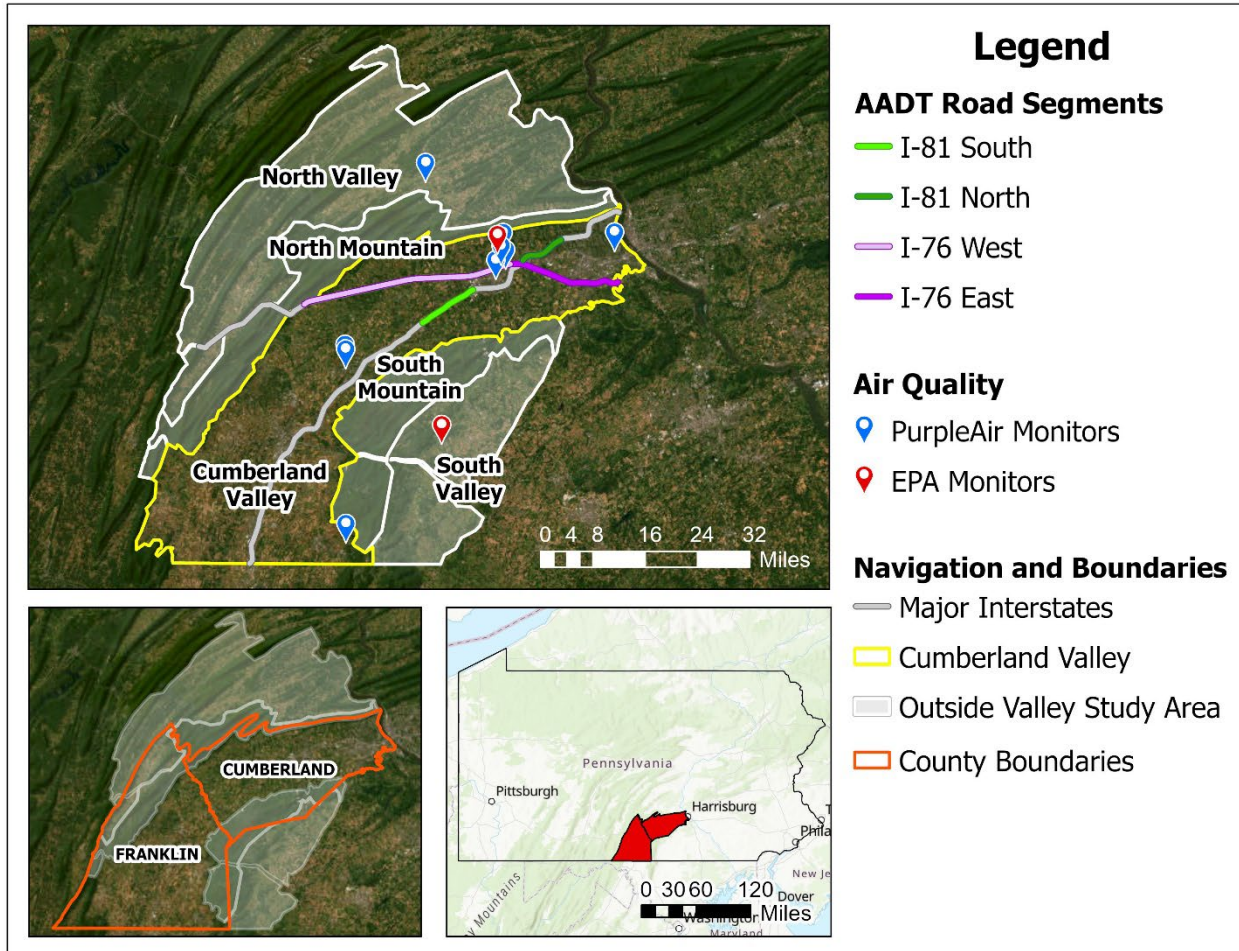 North Valley
North Mountain
South
Mountain
Cumberland
Valley
South
Valley
0 4 8 16 24 32
Miles
CUMBERLAND
FRANKLIN
Pennsylvania
Pittsburgh
Harrisburg
Phila
New Je
Dover
Washington
Maryland
y Mountains
0 30 60 120
Miles
Legend
AADT Road Segments
I-81 South
I-81 North
I-76 West
I-76 East
Air Quality
PurpleAir Monitors
EPA Monitors
Navigation and Boundaries
Major Interstates
Cumberland Valley
Outside Valley Study Area
County Boundaries